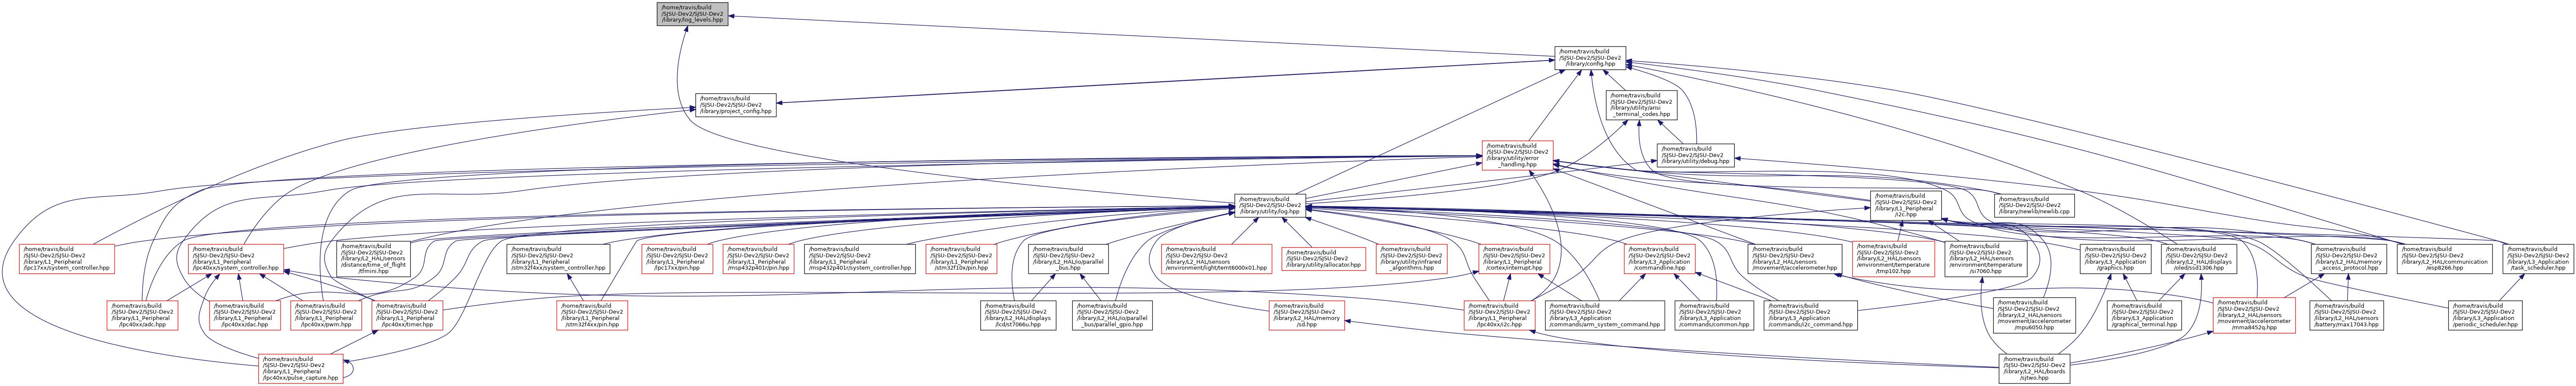 /home/travis/build
/SJSU-Dev2/SJSU-Dev2
/library/log_levels.hpp
/home/travis/build
/SJSU-Dev2/SJSU-Dev2
/library/config.hpp
/home/travis/build
/SJSU-Dev2/SJSU-Dev2
/library/project_config.hpp
/home/travis/build
/SJSU-Dev2/SJSU-Dev2
/library/utility/ansi
_terminal_codes.hpp
/home/travis/build
/SJSU-Dev2/SJSU-Dev2
/library/utility/error
_handling.hpp
/home/travis/build
/SJSU-Dev2/SJSU-Dev2
/library/utility/debug.hpp
/home/travis/build
/SJSU-Dev2/SJSU-Dev2
/library/utility/log.hpp
/home/travis/build
/SJSU-Dev2/SJSU-Dev2
/library/L1_Peripheral
/i2c.hpp
/home/travis/build
/SJSU-Dev2/SJSU-Dev2
/library/newlib/newlib.cpp
/home/travis/build
/SJSU-Dev2/SJSU-Dev2
/library/L1_Peripheral
/lpc17xx/system_controller.hpp
/home/travis/build
/SJSU-Dev2/SJSU-Dev2
/library/L1_Peripheral
/lpc40xx/system_controller.hpp
/home/travis/build
/SJSU-Dev2/SJSU-Dev2
/library/L2_HAL/sensors
/distance/time_of_flight
/tfmini.hpp
/home/travis/build
/SJSU-Dev2/SJSU-Dev2
/library/L1_Peripheral
/stm32f4xx/system_controller.hpp
/home/travis/build
/SJSU-Dev2/SJSU-Dev2
/library/L1_Peripheral
/lpc17xx/pin.hpp
/home/travis/build
/SJSU-Dev2/SJSU-Dev2
/library/L1_Peripheral
/msp432p401r/pin.hpp
/home/travis/build
/SJSU-Dev2/SJSU-Dev2
/library/L1_Peripheral
/msp432p401r/system_controller.hpp
/home/travis/build
/SJSU-Dev2/SJSU-Dev2
/library/L1_Peripheral
/stm32f10x/pin.hpp
/home/travis/build
/SJSU-Dev2/SJSU-Dev2
/library/L2_HAL/io/parallel
_bus.hpp
/home/travis/build
/SJSU-Dev2/SJSU-Dev2
/library/L2_HAL/sensors
/environment/light/temt6000x01.hpp
/home/travis/build
/SJSU-Dev2/SJSU-Dev2
/library/utility/allocator.hpp
/home/travis/build
/SJSU-Dev2/SJSU-Dev2
/library/utility/infrared
_algorithms.hpp
/home/travis/build
/SJSU-Dev2/SJSU-Dev2
/library/L1_Peripheral
/cortex/interrupt.hpp
/home/travis/build
/SJSU-Dev2/SJSU-Dev2
/library/L3_Application
/commandline.hpp
/home/travis/build
/SJSU-Dev2/SJSU-Dev2
/library/L2_HAL/sensors
/movement/accelerometer.hpp
/home/travis/build
/SJSU-Dev2/SJSU-Dev2
/library/L2_HAL/sensors
/environment/temperature
/tmp102.hpp
/home/travis/build
/SJSU-Dev2/SJSU-Dev2
/library/L2_HAL/sensors
/environment/temperature
/si7060.hpp
/home/travis/build
/SJSU-Dev2/SJSU-Dev2
/library/L3_Application
/graphics.hpp
/home/travis/build
/SJSU-Dev2/SJSU-Dev2
/library/L2_HAL/displays
/oled/ssd1306.hpp
/home/travis/build
/SJSU-Dev2/SJSU-Dev2
/library/L2_HAL/memory
_access_protocol.hpp
/home/travis/build
/SJSU-Dev2/SJSU-Dev2
/library/L2_HAL/communication
/esp8266.hpp
/home/travis/build
/SJSU-Dev2/SJSU-Dev2
/library/L3_Application
/task_scheduler.hpp
/home/travis/build
/SJSU-Dev2/SJSU-Dev2
/library/L1_Peripheral
/lpc40xx/adc.hpp
/home/travis/build
/SJSU-Dev2/SJSU-Dev2
/library/L1_Peripheral
/lpc40xx/dac.hpp
/home/travis/build
/SJSU-Dev2/SJSU-Dev2
/library/L1_Peripheral
/lpc40xx/pwm.hpp
/home/travis/build
/SJSU-Dev2/SJSU-Dev2
/library/L1_Peripheral
/lpc40xx/timer.hpp
/home/travis/build
/SJSU-Dev2/SJSU-Dev2
/library/L1_Peripheral
/stm32f4xx/pin.hpp
/home/travis/build
/SJSU-Dev2/SJSU-Dev2
/library/L2_HAL/displays
/lcd/st7066u.hpp
/home/travis/build
/SJSU-Dev2/SJSU-Dev2
/library/L2_HAL/io/parallel
_bus/parallel_gpio.hpp
/home/travis/build
/SJSU-Dev2/SJSU-Dev2
/library/L2_HAL/memory
/sd.hpp
/home/travis/build
/SJSU-Dev2/SJSU-Dev2
/library/L1_Peripheral
/lpc40xx/i2c.hpp
/home/travis/build
/SJSU-Dev2/SJSU-Dev2
/library/L3_Application
/commands/arm_system_command.hpp
/home/travis/build
/SJSU-Dev2/SJSU-Dev2
/library/L3_Application
/commands/common.hpp
/home/travis/build
/SJSU-Dev2/SJSU-Dev2
/library/L3_Application
/commands/i2c_command.hpp
/home/travis/build
/SJSU-Dev2/SJSU-Dev2
/library/L2_HAL/sensors
/movement/accelerometer
/mpu6050.hpp
/home/travis/build
/SJSU-Dev2/SJSU-Dev2
/library/L3_Application
/graphical_terminal.hpp
/home/travis/build
/SJSU-Dev2/SJSU-Dev2
/library/L2_HAL/sensors
/movement/accelerometer
/mma8452q.hpp
/home/travis/build
/SJSU-Dev2/SJSU-Dev2
/library/L2_HAL/sensors
/battery/max17043.hpp
/home/travis/build
/SJSU-Dev2/SJSU-Dev2
/library/L3_Application
/periodic_scheduler.hpp
/home/travis/build
/SJSU-Dev2/SJSU-Dev2
/library/L1_Peripheral
/lpc40xx/pulse_capture.hpp
/home/travis/build
/SJSU-Dev2/SJSU-Dev2
/library/L2_HAL/boards
/sjtwo.hpp